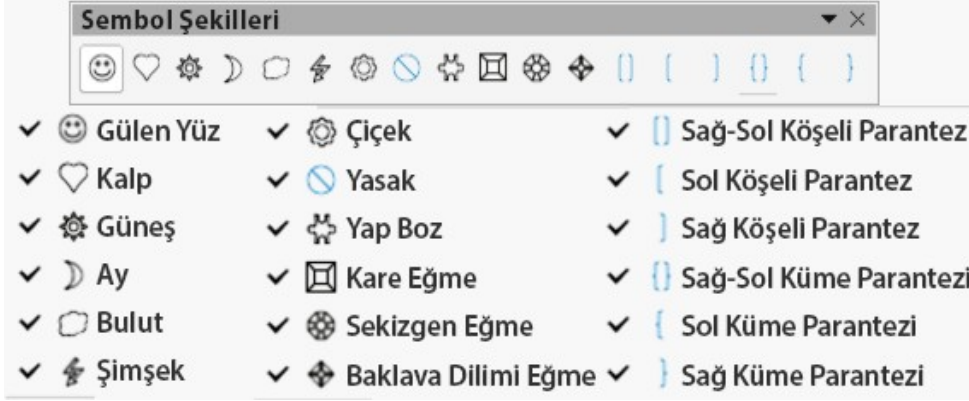 Sembol Şekilleri
Gülen Yüz
Kalp
Güneş
Ay
Bulut
Şimşek
Çiçek
Yasak
Yap Boz
Kare Eğme
Sekizgen Eğme
Baklava Dilimi Eğme
Sağ-Sol Köşeli Parantez
Sol Köşeli Parantez
Sağ Köşeli Parantez
Sağ-Sol Küme Parantezi
Sol Küme Parantezi
Sağ Küme Parantezi